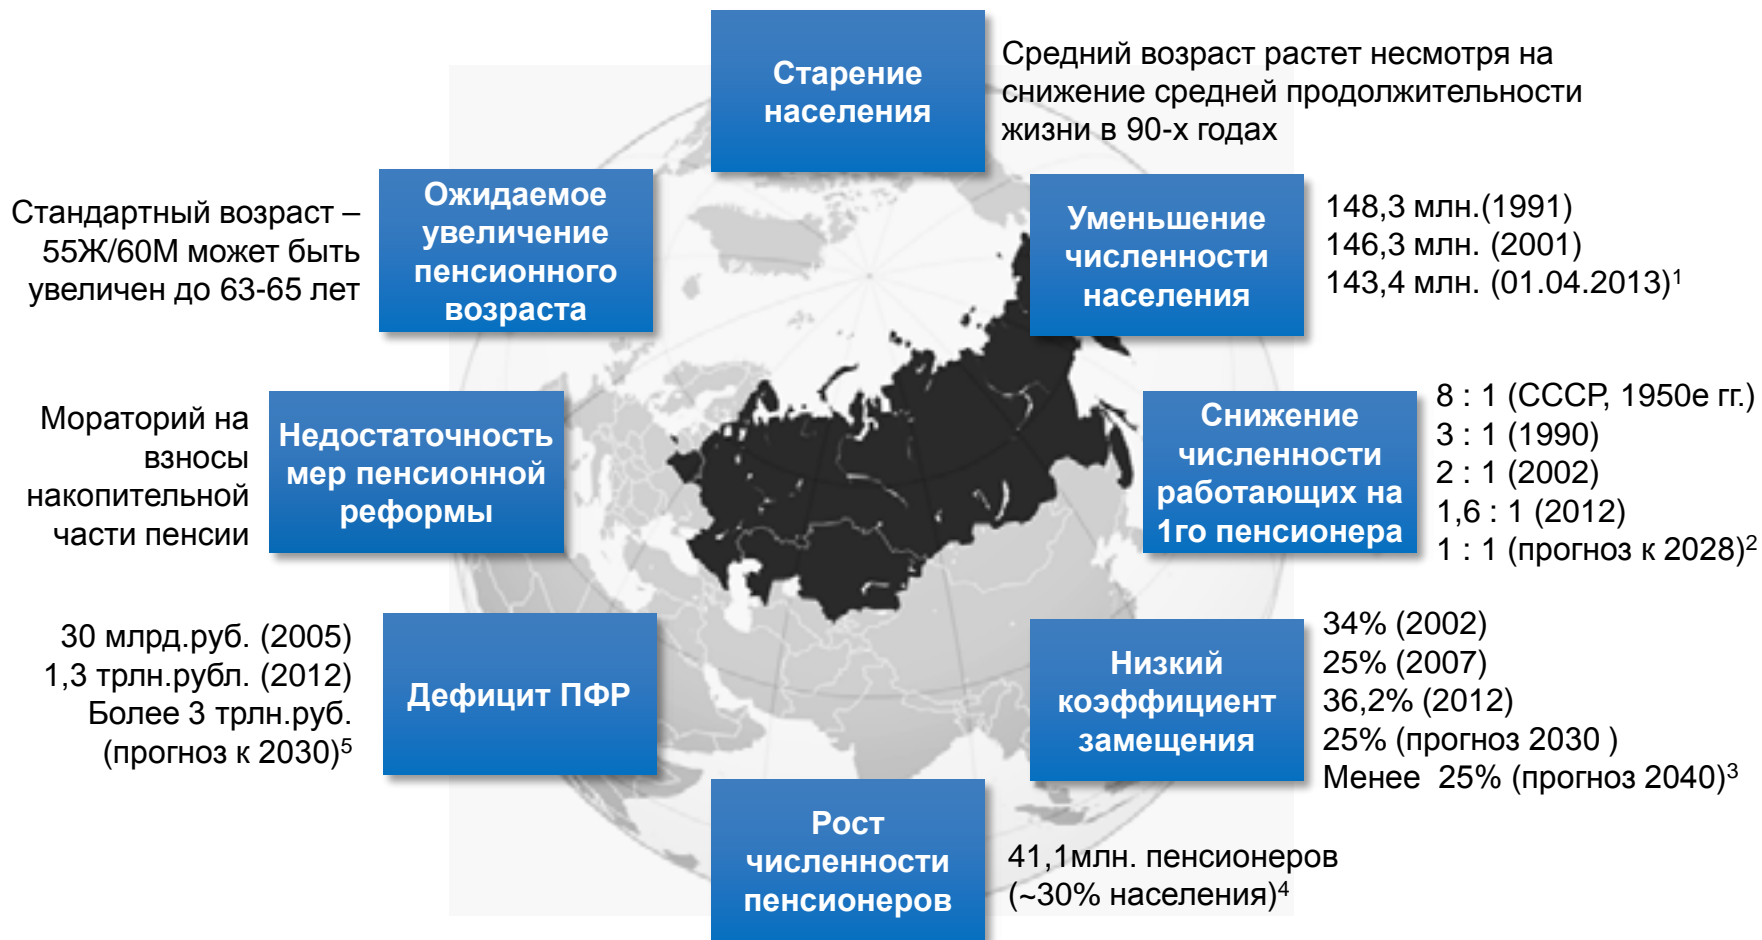 Старение
населения
Средний возраст растет несмотря на
снижение средней продолжительности
жизни в 90-х годах
Уменьшение
численности
населения
148,3 млн.(1991)
146,3 млн. (2001)
143,4 млн. (01.04.2013)¹
Снижение
численности
работающих на
1го пенсионера
8 : 1 (СССР, 1950е гг.)
3 : 1 (1990)
2 : 1 (2002)
1,6 : 1 (2012)
1 : 1 (прогноз к 2028)²
Низкий
коэффициент
замещения
34% (2002)
25% (2007)
36,2% (2012)
25% (прогноз 2030 )
Менее  25% (прогноз 2040)³
Рост
численности
пенсионеров
41,1млн. пенсионеров
(~30% населения)⁴
Дефицит ПФР
30 млрд.руб. (2005)
1,3 трлн.рубл. (2012)
Более 3 трлн.руб.
(прогноз к 2030)⁵
Недостаточность
мер пенсионной
реформы
Мораторий на
взносы
накопительной
части пенсии
Ожидаемое
увеличение
пенсионного
возраста
Стандартный возраст –
55Ж/60М может быть
увеличен до 63-65 лет